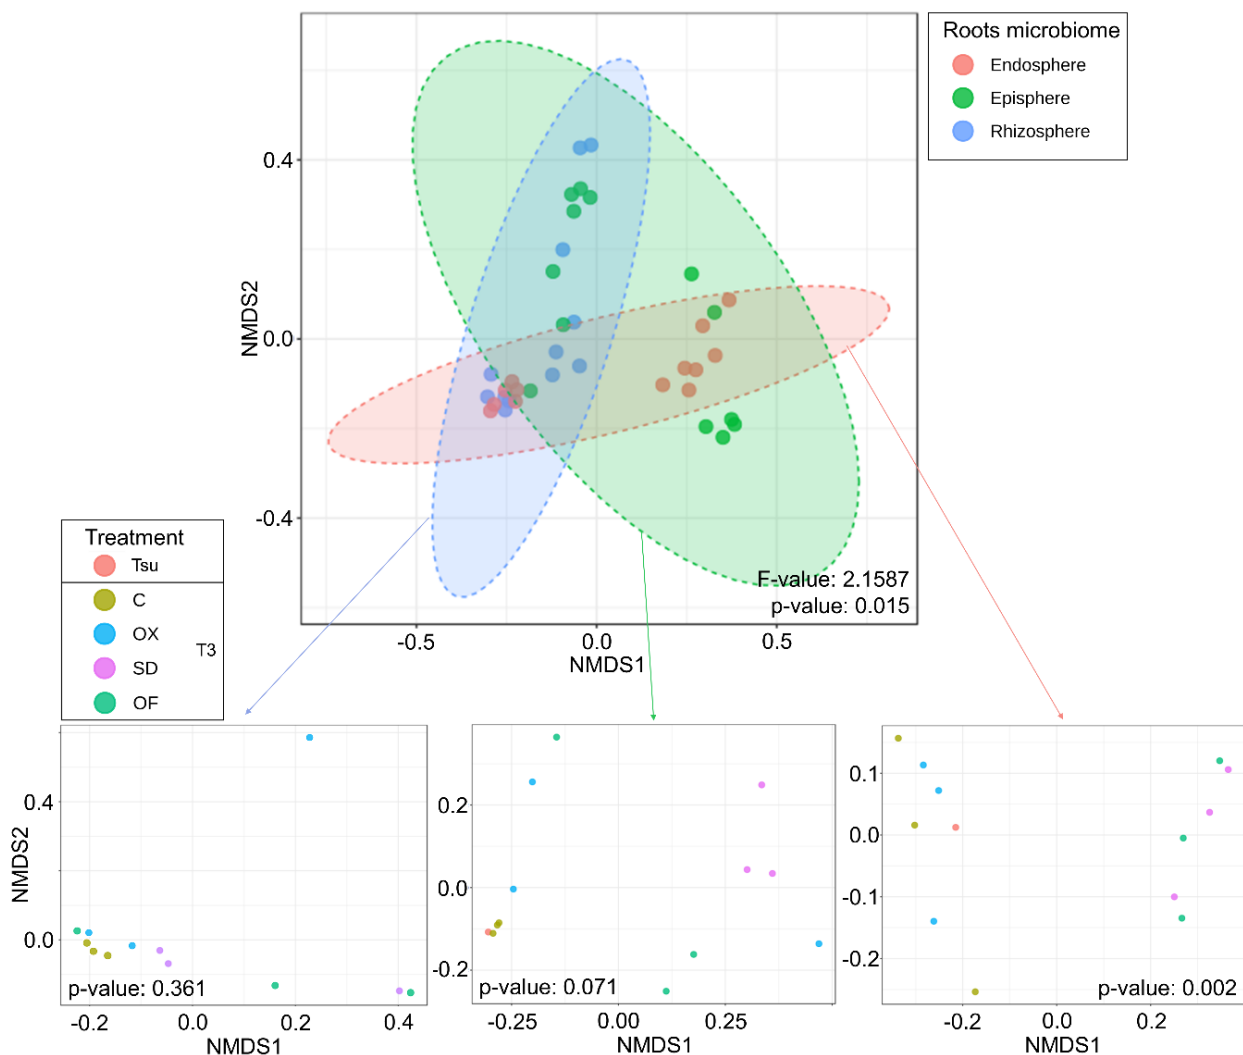 Roots microbiome
Endosphere
Episphere
Rhizosphere
0.4
0.0
-0.4
NMDS2
F-value: 2.1587
p-value: 0.015
-0.5
0.0
0.5
NMDS1
Treatment
Tsu
C
OX
SD
OF
T3
NMDS2
0.4
0.0
p-value: 0.361
-0.2
0.0
0.2
0.4
NMDS1
0.2
0.0
-0.2
p-value: 0.071
-0.25
0.00
0.25
NMDS1
0.1
0.0
-0.1
-0.2
p-value: 0.002
-0.2
0.0
0.2
NMDS1